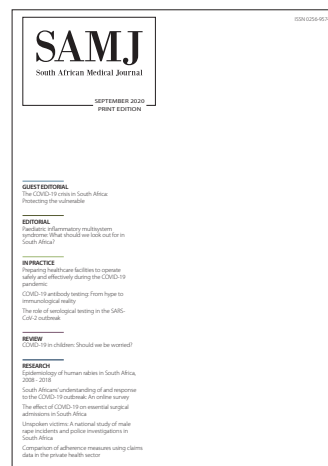 ISSN 0256-9574
SAMJ
South African Medical Journal
SEPTEMBER 2020
PRINT EDITION
GUEST EDITORIAL
The COVID-19 crisis in South Africa:
Protecting the vulnerable
EDITORIAL
Paediatric inflammatory multisystem
syndrome: What should we look out for in
South Africa?
IN PRACTICE
Preparing healthcare facilities to operate
safely and effectively during the COVID-19
pandemic
COVID-19 antibody testing: From hype to
immunological reality
The role of serological testing in the SARS-
CoV-2 outbreak
REVIEW
COVID-19 in children: Should we be worried?
RESEARCH
Epidemiology of human rabies in South Africa,
2008 - 2018
South Africans' understanding of and response
to the COVID-19 outbreak: An online survey
The effect of COVID-19 on essential surgical
admissions in South Africa
Unspoken victims: A national study of male
rape incidents and police investigations in
South Africa
Comparison of adherence measures using claims
data in the private health sector